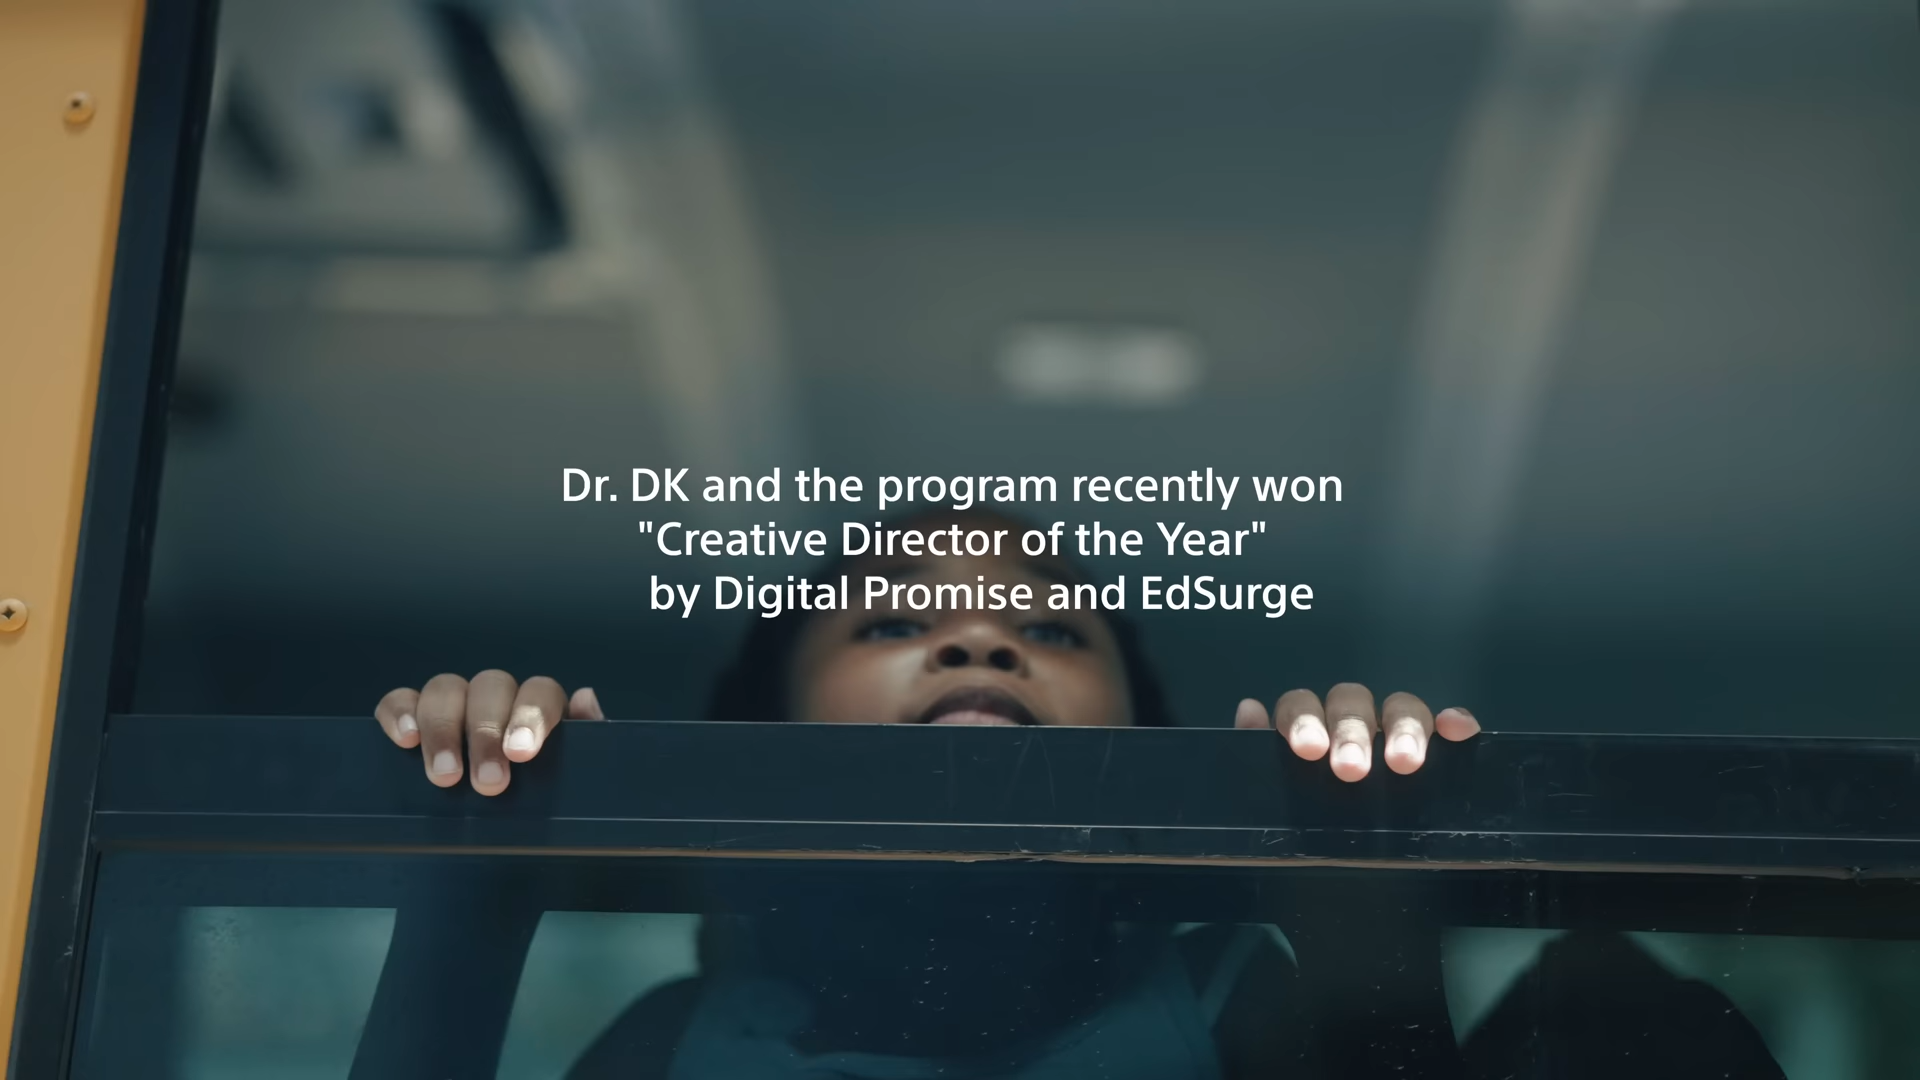 Dr. DK and the program recently won
"Creative Director of the Year"
by Digital Promise and EdSurge